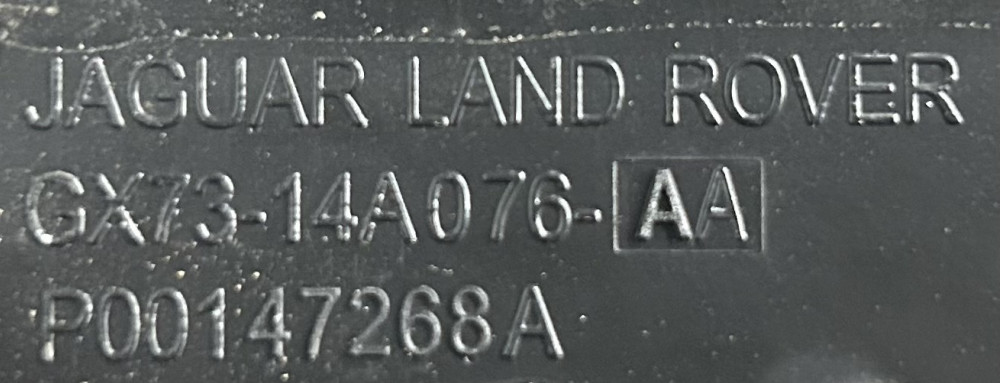 JAGUAR LAND ROVER
GX73-14A076-AA
P00147268A